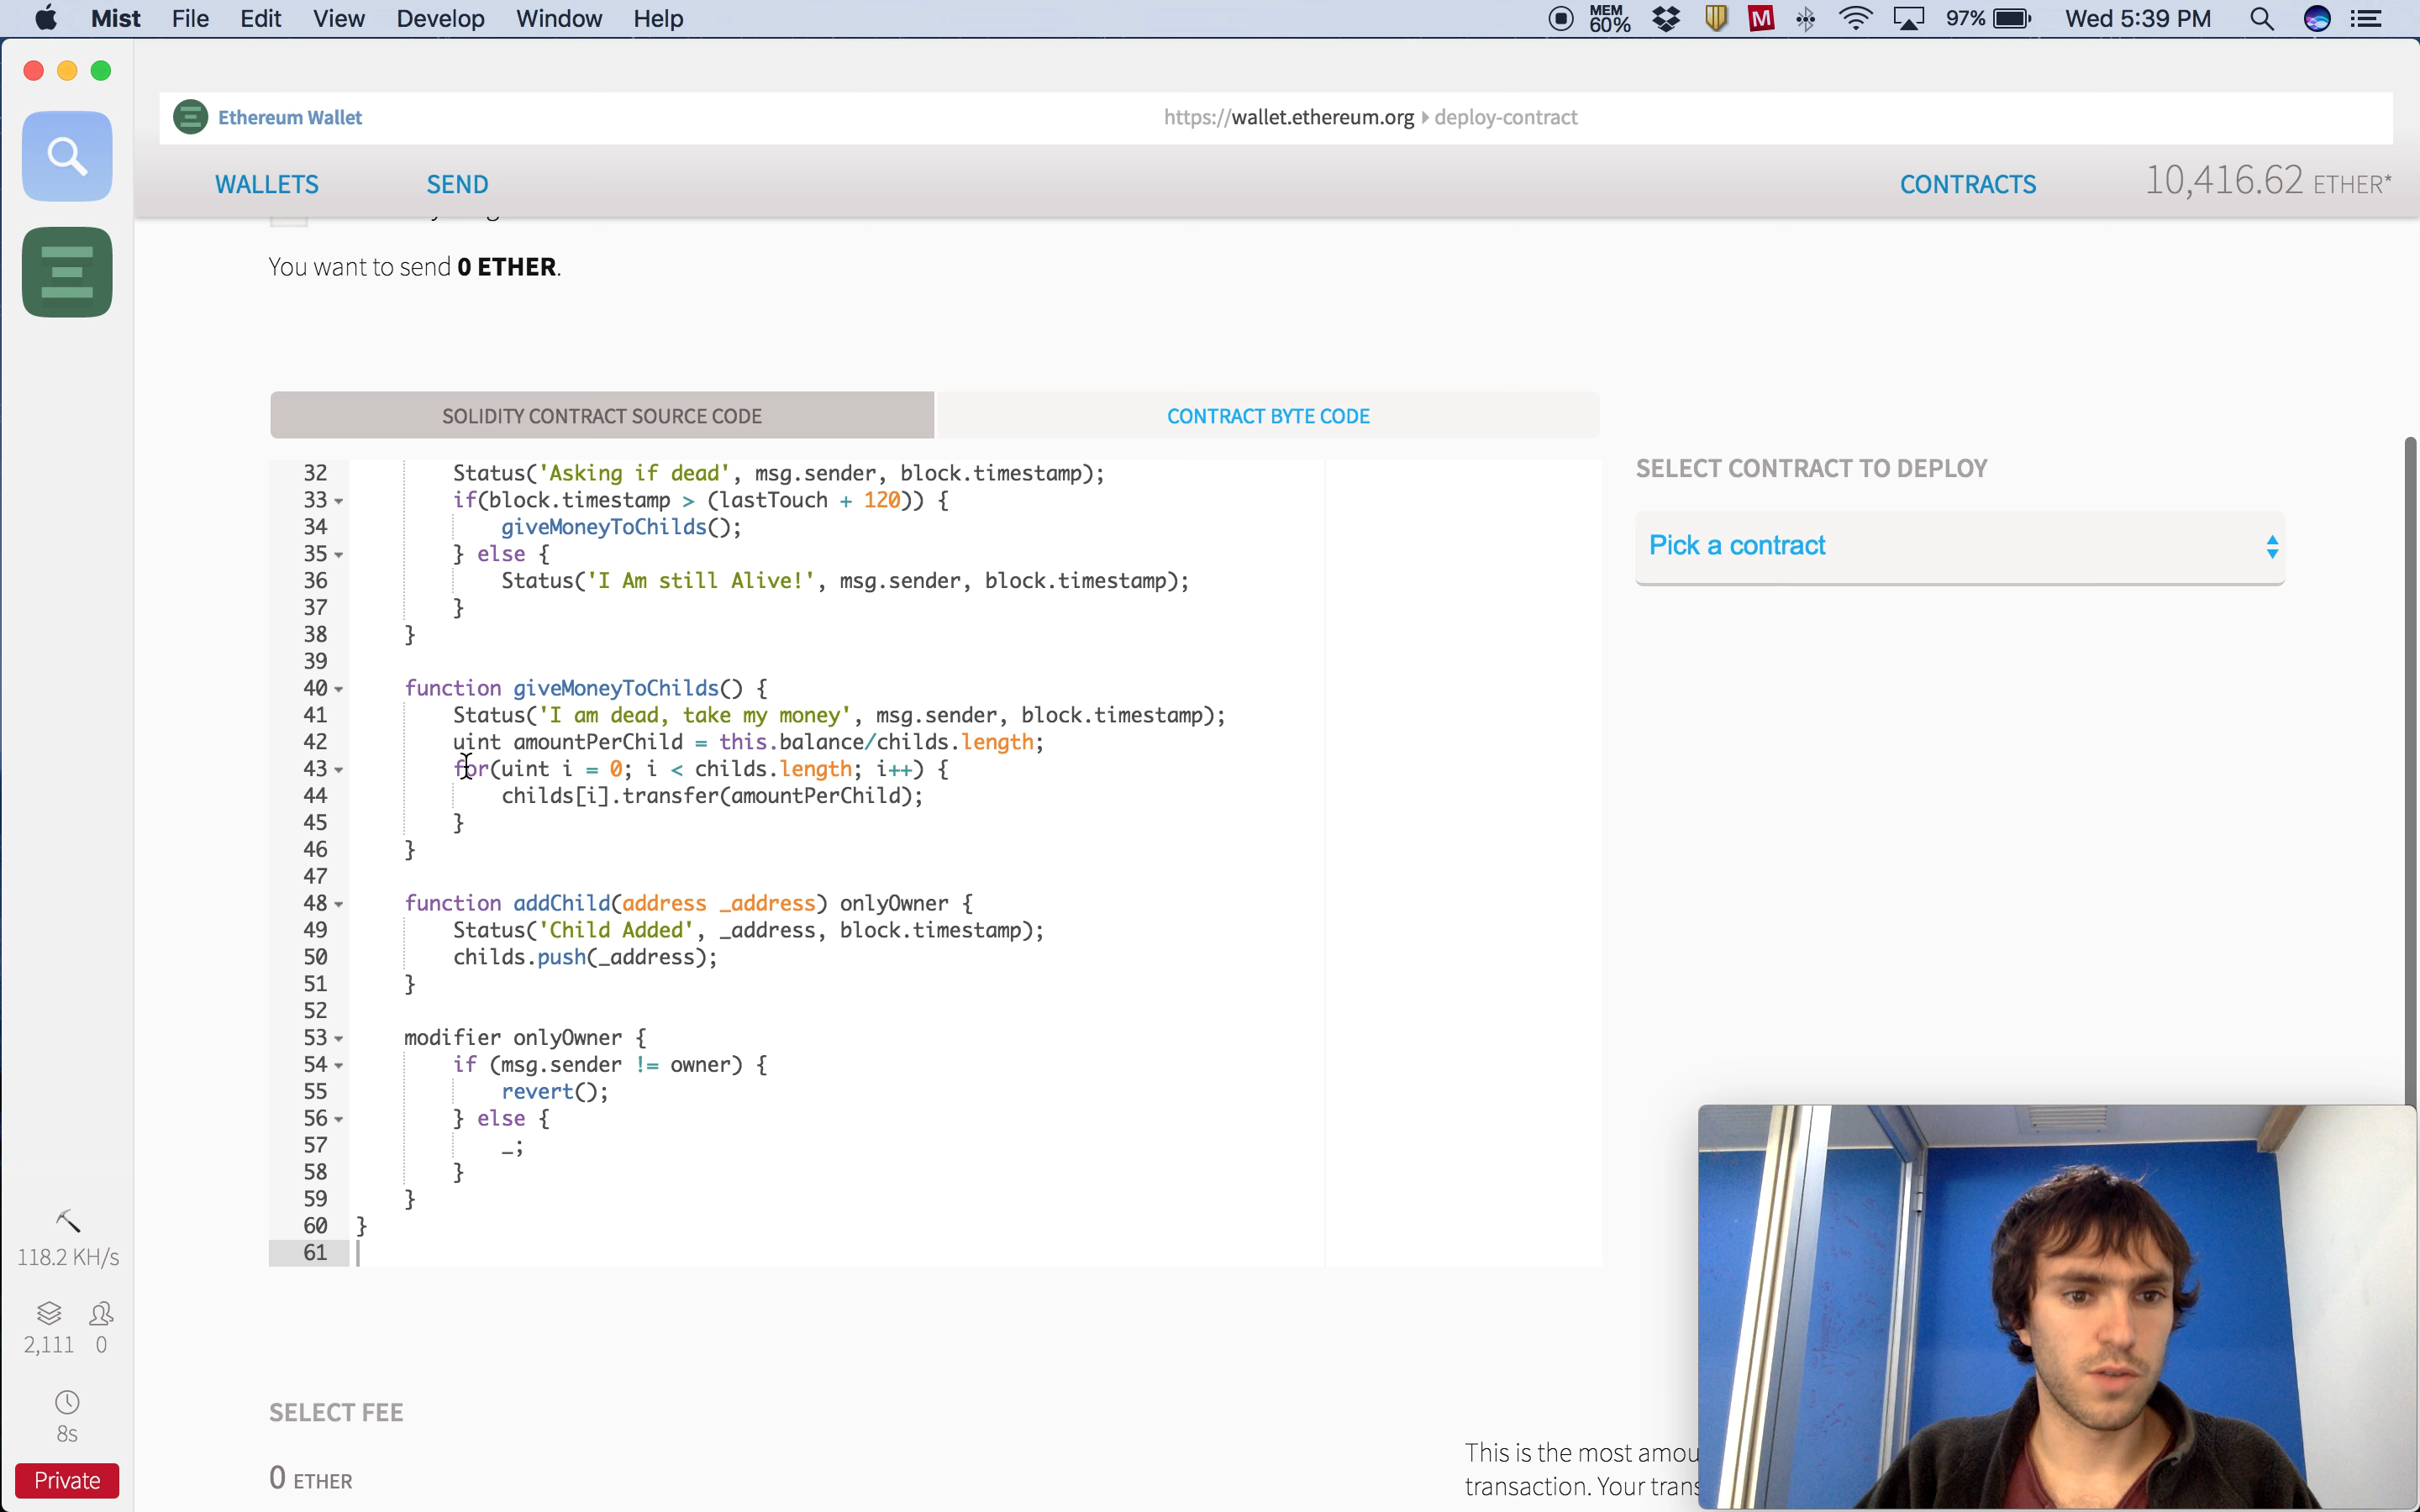 Mist File Edit View Develop Window Help MEM 60% M 97% Wed 5:39 PM
Ethereum Wallet https://wallet.ethereum.org deploy-contract
WALLETS SEND CONTRACTS 10,416.62 ETHER*
You want to send 0 ETHER.
SOLIDITY CONTRACT SOURCE CODE CONTRACT BYTE CODE
SELECT CONTRACT TO DEPLOY
Pick a contract
32 Status('Asking if dead', msg.sender, block.timestamp);
33 if(block.timestamp > (lastTouch + 120)) {
34 giveMoneyToChilds();
35 } else {
36 Status('I Am still Alive!', msg.sender, block.timestamp);
37 }
38 }
39
40 function giveMoneyToChilds() {
41 Status('I am dead, take my money', msg.sender, block.timestamp);
42 uint amountPerChild = this.balance/childs.length;
43 for(uint i = 0; i < childs.length; i++) {
44 childs[i].transfer(amountPerChild);
45 }
46 }
47
48 function addChild(address _address) onlyOwner {
49 Status('Child Added', _address, block.timestamp);
50 childs.push(_address);
51 }
52
53 modifier onlyOwner {
54 if (msg.sender != owner) {
55 revert();
56 } else {
57 _;
58 }
59 }
60 }
61
118.2 KH/s
2,111 0
8s
Private
SELECT FEE
0 ETHER
This is the most amou
transaction. Your trans